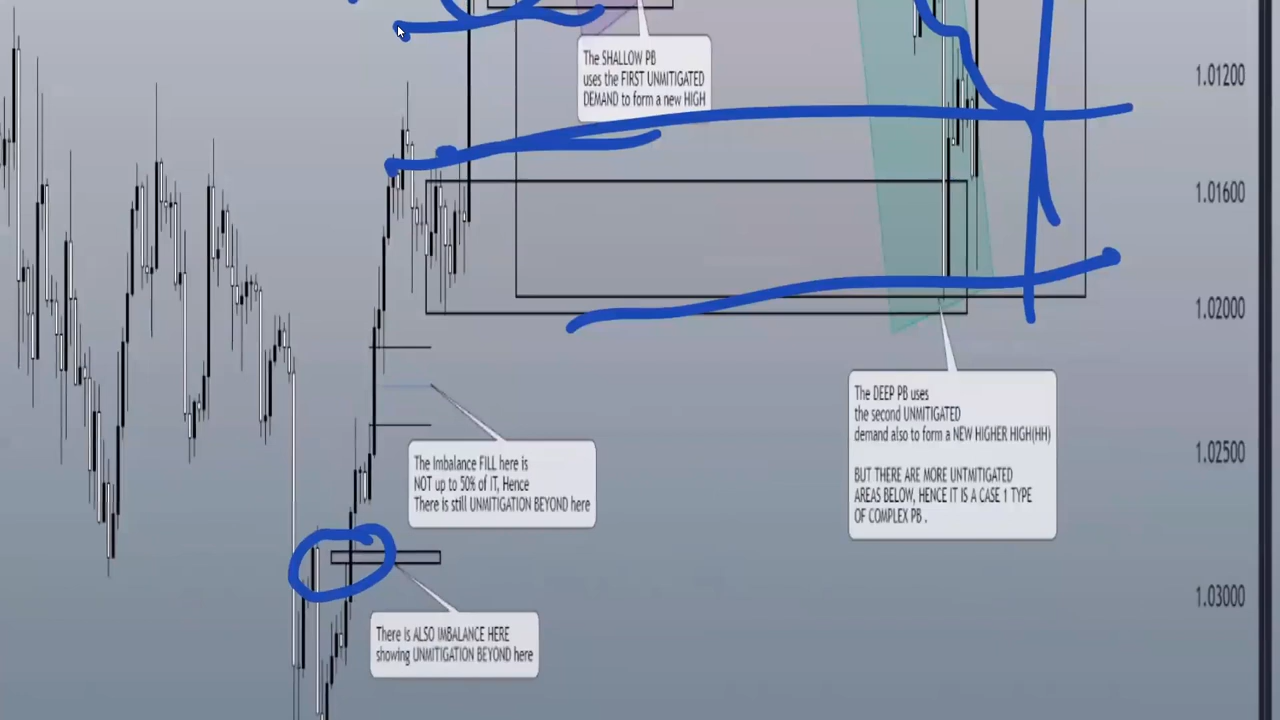 The SHALLOW PB
uses the FIRST UNMITIGATED
DEMAND to form a new HIGH
1.01200
1.01600
1.02000
The DEEP PB uses
the second UNMITIGATED
demand also to form a NEW HIGHER HIGH(HH)
BUT THERE ARE MORE UNTMITIGATED
AREAS BELOW, HENCE IT IS A CASE 1 TYPE
OF COMPLEX PB .
1.02500
The Imbalance FILL here is
NOT up to 50% of IT, Hence
There is still UNMITIGATION BEYOND here
1.03000
There Is ALSO IMBALANCE HERE
showing UNMITIGATION BEYOND here